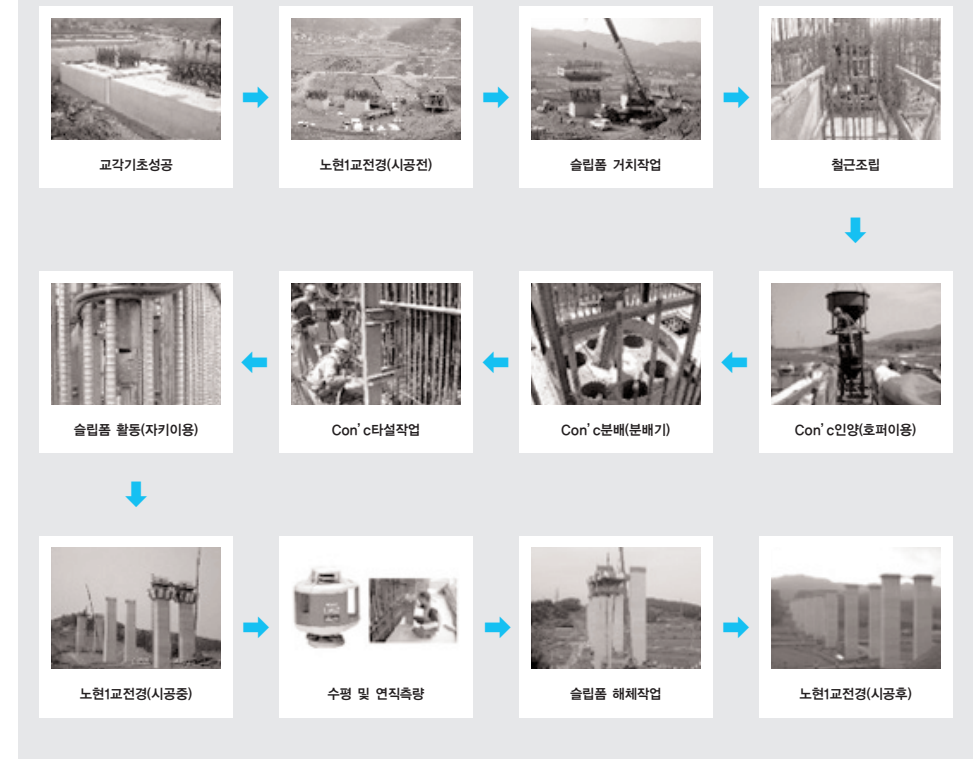 교각기초성공
노현1교전경(시공전)
슬립폼 거치작업
철근조립
Con'c인양(호퍼이용)
Con'c분배(분배기)
Con'c타설작업
슬립폼 활동(자키이용)
노현1교전경(시공중)
수평 및 연직측량
슬립폼 해체작업
노현1교전경(시공후)